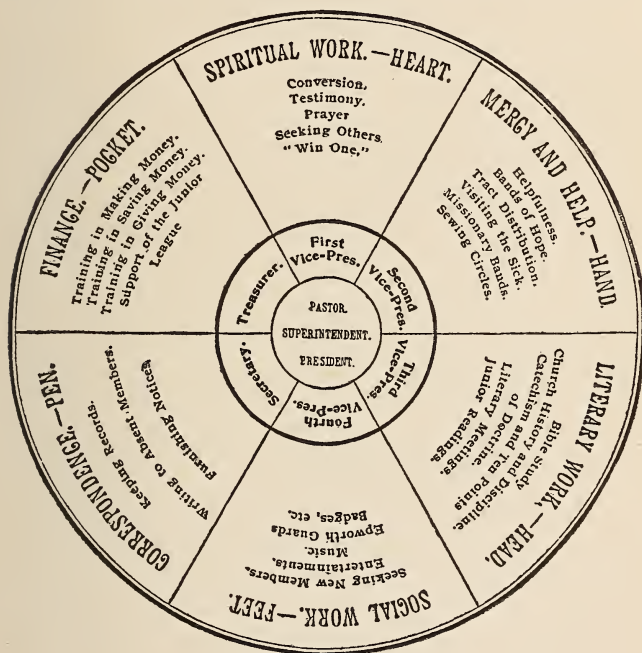 SPIRITUAL WORK.—HEART.
Conversion,
Testimony.
Prayer
Seeking Others.
"Win One,"
MERCY AND HELP.—HAND.
Helpfulness.
Bands of Hope.
Tract Distribution,
Visiting the Sick.
Missionary Bands.
Sewing Circles.
LITERARY WORK,—HEAD,
Bible Study
Church History and Discipline.
Catechism and Ten Points
of Doctrine.
Literary Meetings.
Junior Readings,
SOCIAL WORK.—FEET.
Seeking New Members,
Entertainments,
Music.
Epworth Guards
Badges, etc.
CORRESPONDENCE.—PEN.
Keeping Records.
Writing to Absent Members.
Furnishing Notices,
FINANCE.—POCKET.
Training in Making Money.
Training in Saving Money.
Training in Giving Money.
Support of the Junior
League
First
Vice-Pres.
Second
Vice-Pres.
Third
Vice-Pres
Fourth
Vice-Pres.
Secretary.
Treasurer.
PASTOR.
SUPERINTENDENT.
PRESIDENT.